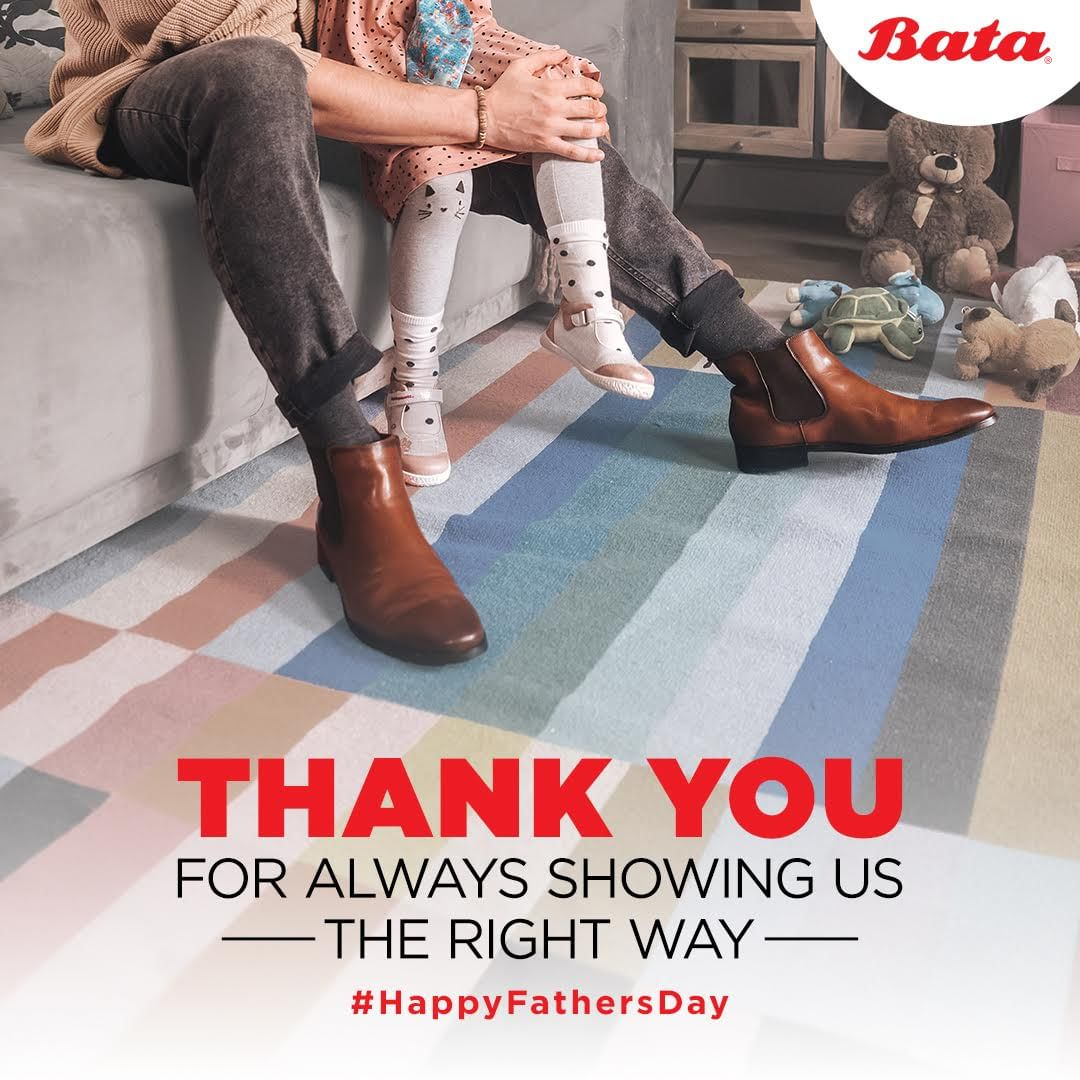 Bata®
THANK YOU
FOR ALWAYS SHOWING US
THE RIGHT WAY
#HappyFathersDay